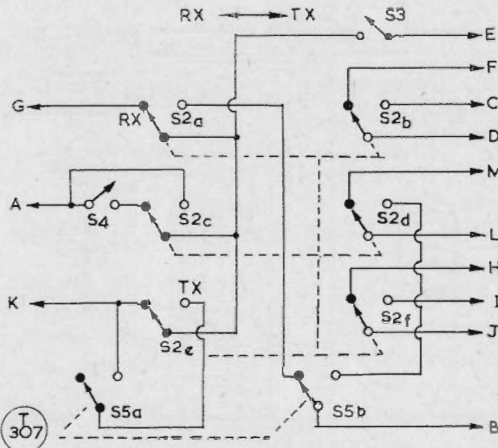 RX TX
S3
E
F
G
RX
S2a
S2b
C
D
M
A
S4
S2c
S2d
L
H
K
TX
S2e
S2f
I
J
S5a
S5b
B
T
307